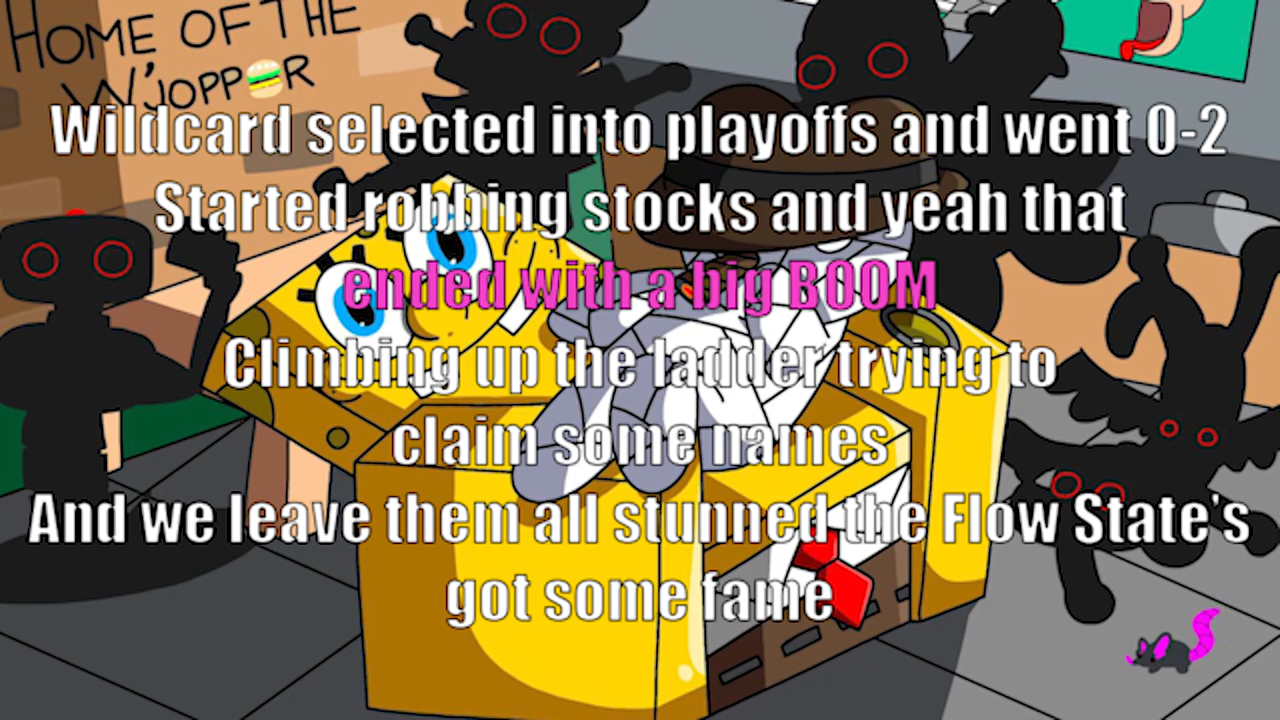 HOME OF THE
W'JOPPER
Wildcard selected into playoffs and went 0-2
Started robbing stocks and yeah that
ended with a big BOOM
Climbing up the ladder trying to
claim some names
And we leave them all stunned the Flow State's
got some fame